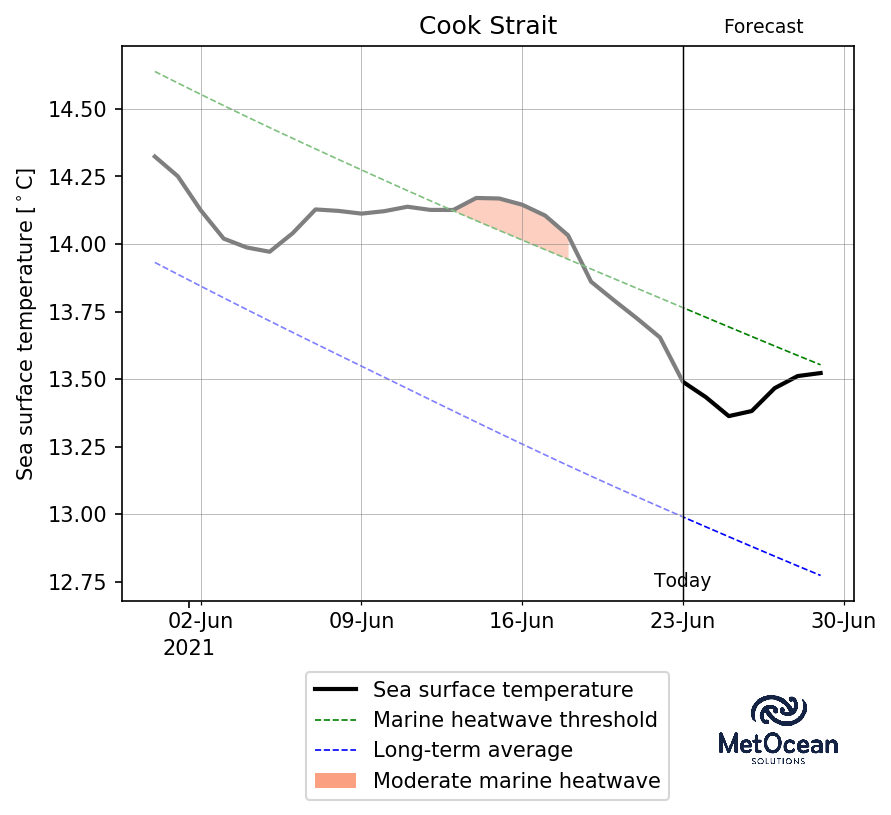 Cook Strait
Forecast
Sea surface temperature [°C]
14.50
14.25
14.00
13.75
13.50
13.25
13.00
12.75
Today
02-Jun
09-Jun
16-Jun
23-Jun
30-Jun
2021
Sea surface temperature
Marine heatwave threshold
Long-term average
Moderate marine heatwave
MetOcean
SOLUTIONS